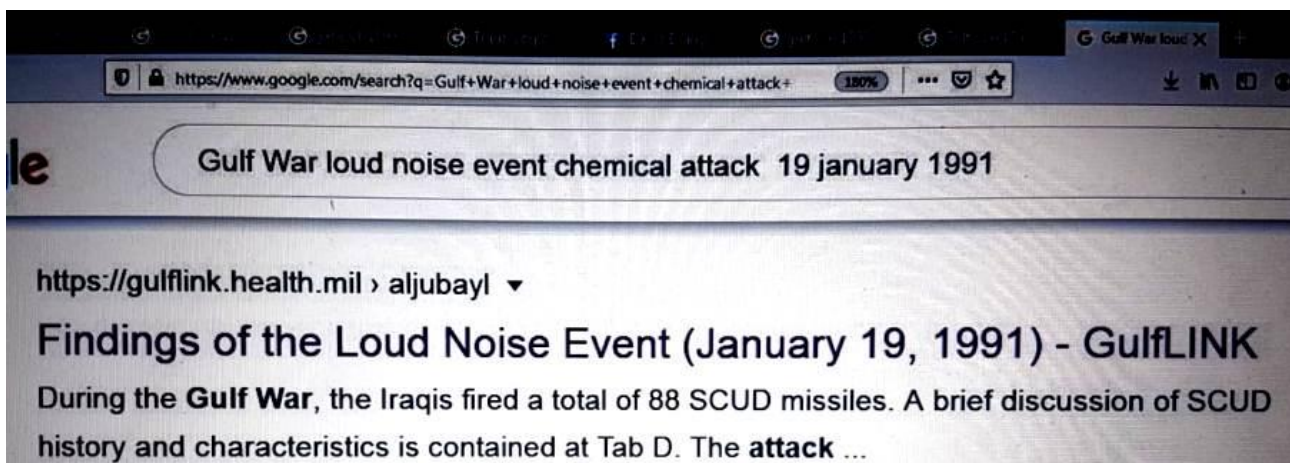 Gulf War loud
https://www.google.com/search?q=Gulf+War+loud+noise+event+chemical+attack+ 180%
le Gulf War loud noise event chemical attack 19 january 1991
https://gulflink.health.mil › aljubayl
Findings of the Loud Noise Event (January 19, 1991) - GulfLINK
During the Gulf War, the Iraqis fired a total of 88 SCUD missiles. A brief discussion of SCUD
history and characteristics is contained at Tab D. The attack ...